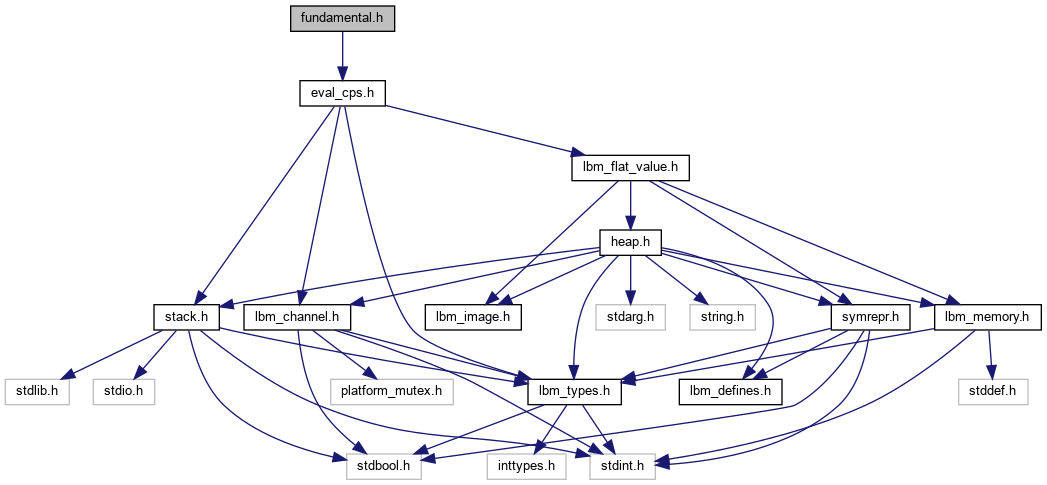 fundamental.h
eval_cps.h
lbm_flat_value.h
heap.h
stack.h
lbm_channel.h
lbm_image.h
stdarg.h
string.h
symrepr.h
lbm_memory.h
stdlib.h
stdio.h
platform_mutex.h
lbm_types.h
lbm_defines.h
stddef.h
stdbool.h
inttypes.h
stdint.h